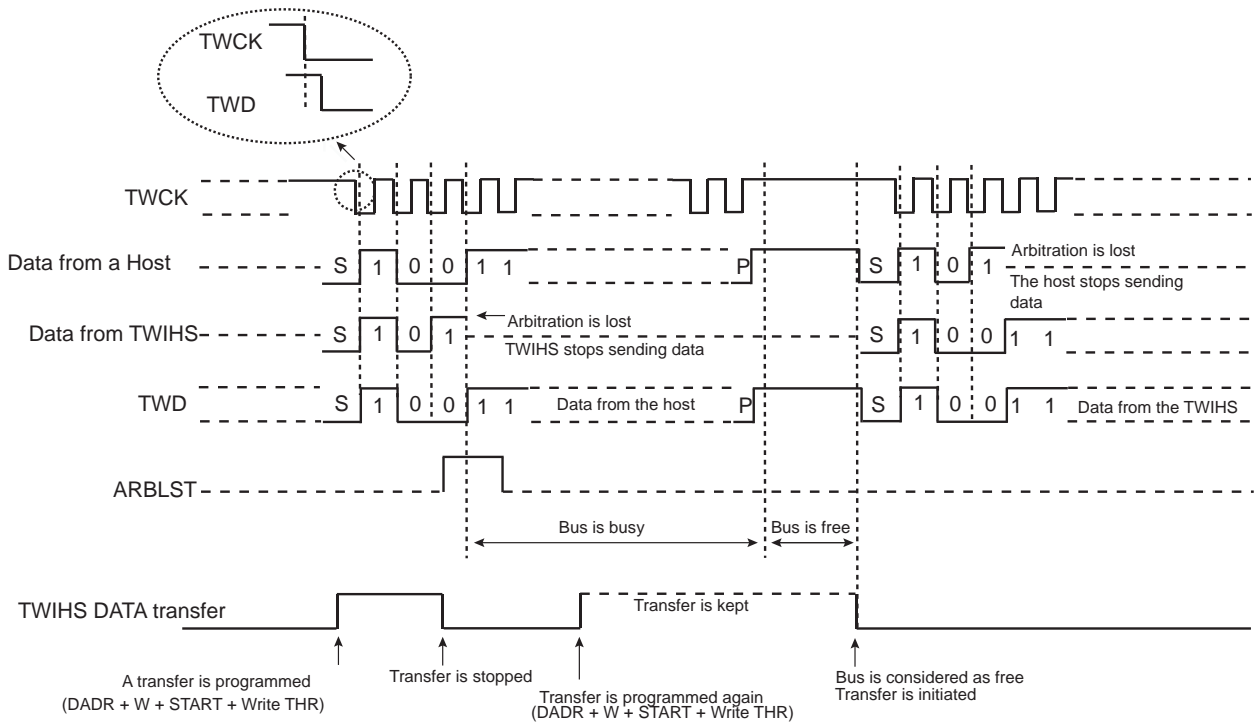 TWCK
TWD
TWCK
Data from a Host S 1 0 0 1 1 P S 1 0 1 Arbitration is lost
The host stops sending
data
Data from TWIHS S 1 0 1 Arbitration is lost
TWIHS stops sending data
S 1 0 0 1 1
TWD S 1 0 0 1 1 Data from the host P S 1 0 0 1 1 Data from the TWIHS
ARBLST
Bus is busy Bus is free
TWIHS DATA transfer Transfer is kept
A transfer is programmed
(DADR + W + START + Write THR)
Transfer is stopped
Transfer is programmed again
(DADR + W + START + Write THR)
Bus is considered as free
Transfer is initiated